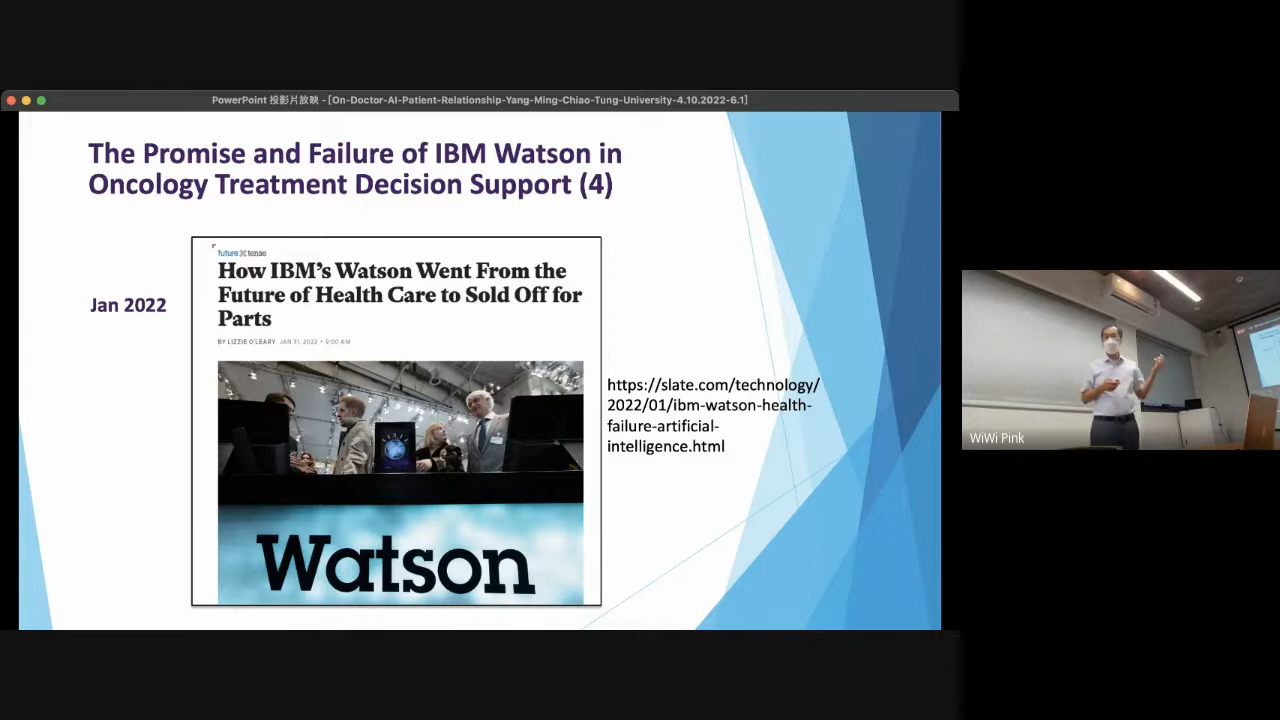 PowerPoint 投影片放映 - [On-Doctor-AI-Patient-Relationship-Yang-Ming-Chiao-Tung-University-4.10.2022-6.1]
The Promise and Failure of IBM Watson in
Oncology Treatment Decision Support (4)
future tense
How IBM's Watson Went From the
Future of Health Care to Sold Off for
Parts
Jan 2022
BY LIZZIE O'LEARY JAN 31, 2022 • 9:00 AM
https://slate.com/technology/
2022/01/ibm-watson-health-
failure-artificial-
intelligence.html
Watson
WiWi Pink